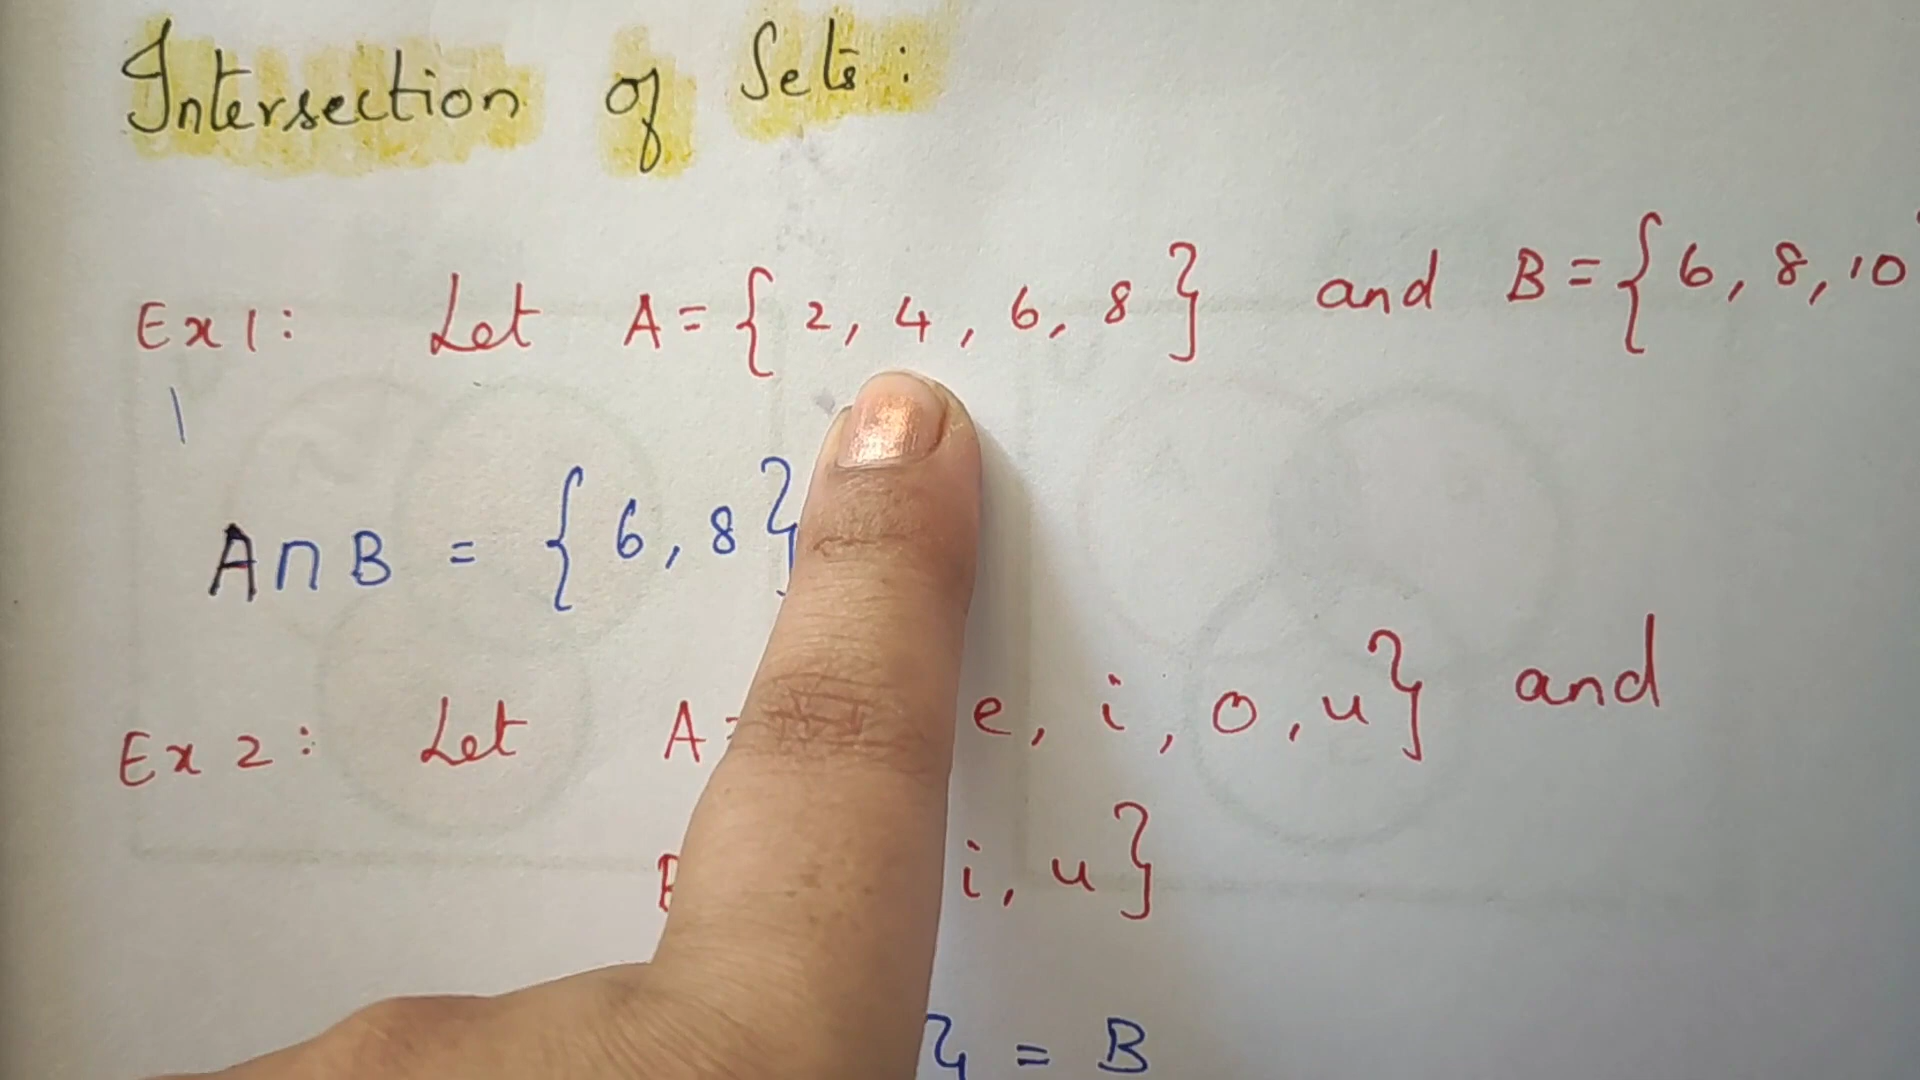 Intersection of Sets:
Ex 1: Let A = { 2, 4, 6, 8 } and B = { 6, 8, 10
A ∩ B = { 6, 8 }
Ex 2: Let A = e, i, o, u } and
i, u }
} = B